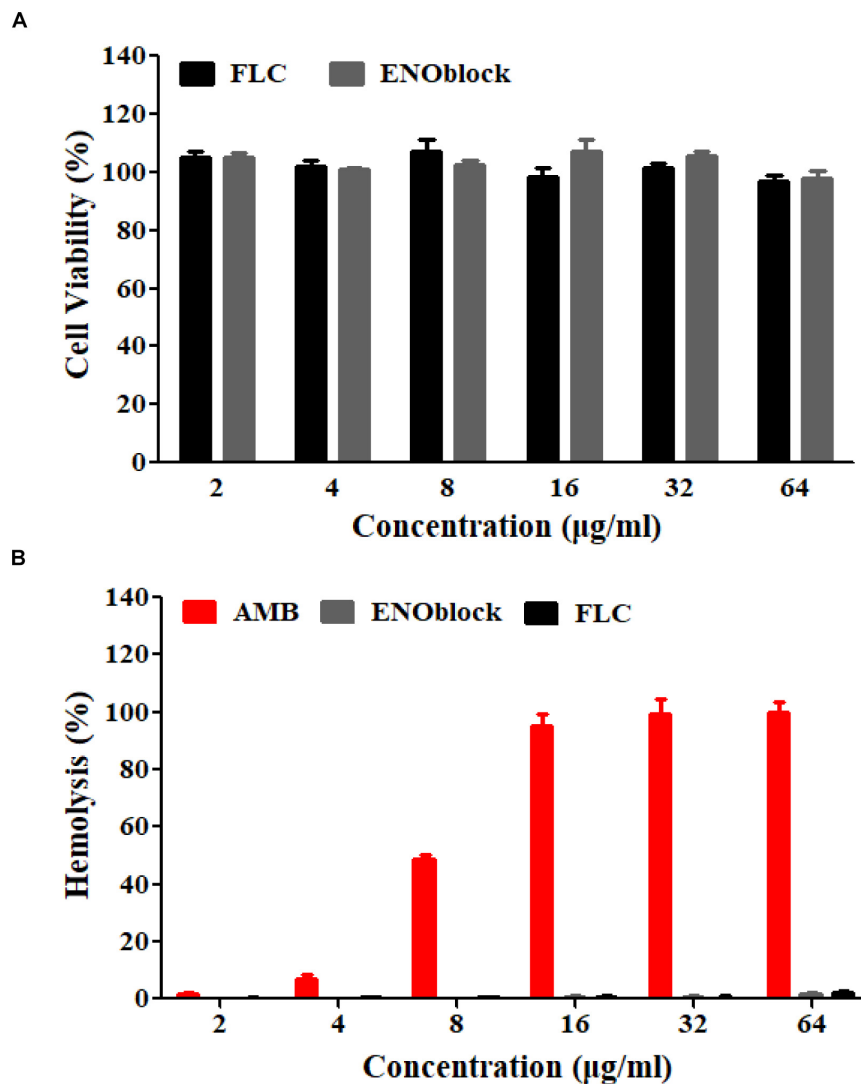 A
140
FLC ENOblock
120
100
80
60
40
20
0
Cell Viability (%)
2 4 8 16 32 64
Concentration (µg/ml)
B
140
AMB ENOblock FLC
120
100
80
60
40
20
0
Hemolysis (%)
2 4 8 16 32 64
Concentration (µg/ml)